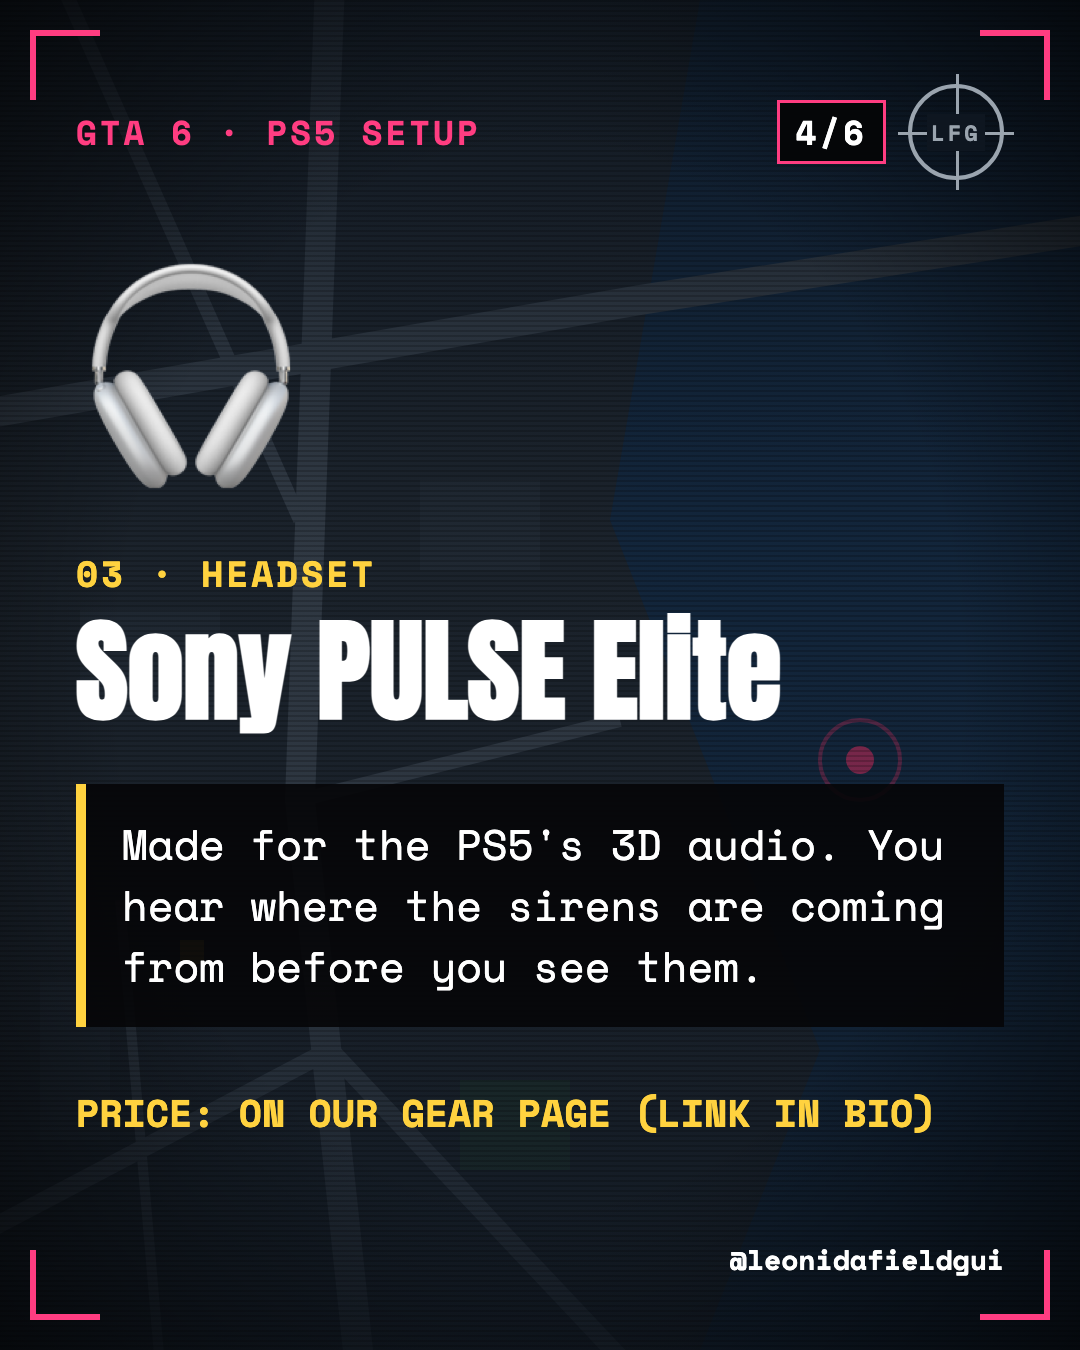 GTA 6 · PS5 SETUP
4/6
LFG
03 · HEADSET
Sony PULSE Elite
Made for the PS5's 3D audio. You
hear where the sirens are coming
from before you see them.
PRICE: ON OUR GEAR PAGE (LINK IN BIO)
@leonidafieldgui